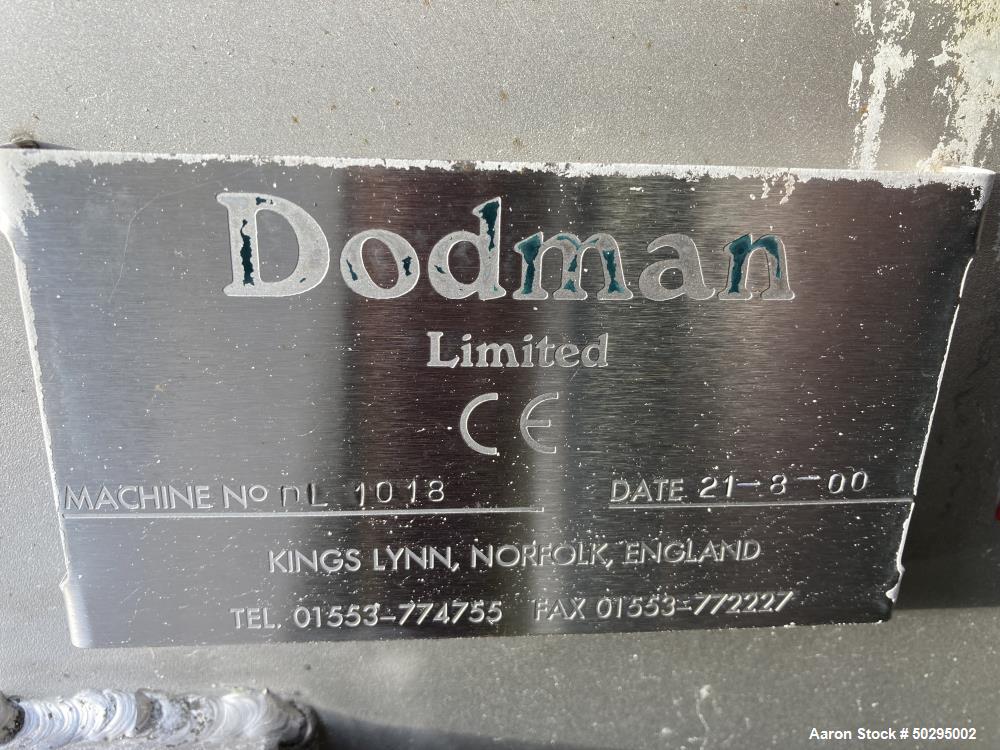 Dodman
Limited
CE
MACHINE Nº DL 1018 DATE 21-8-00
KINGS LYNN, NORFOLK, ENGLAND
TEL. 01553-774755 FAX 01553-772227
Aaron Stock # 50295002